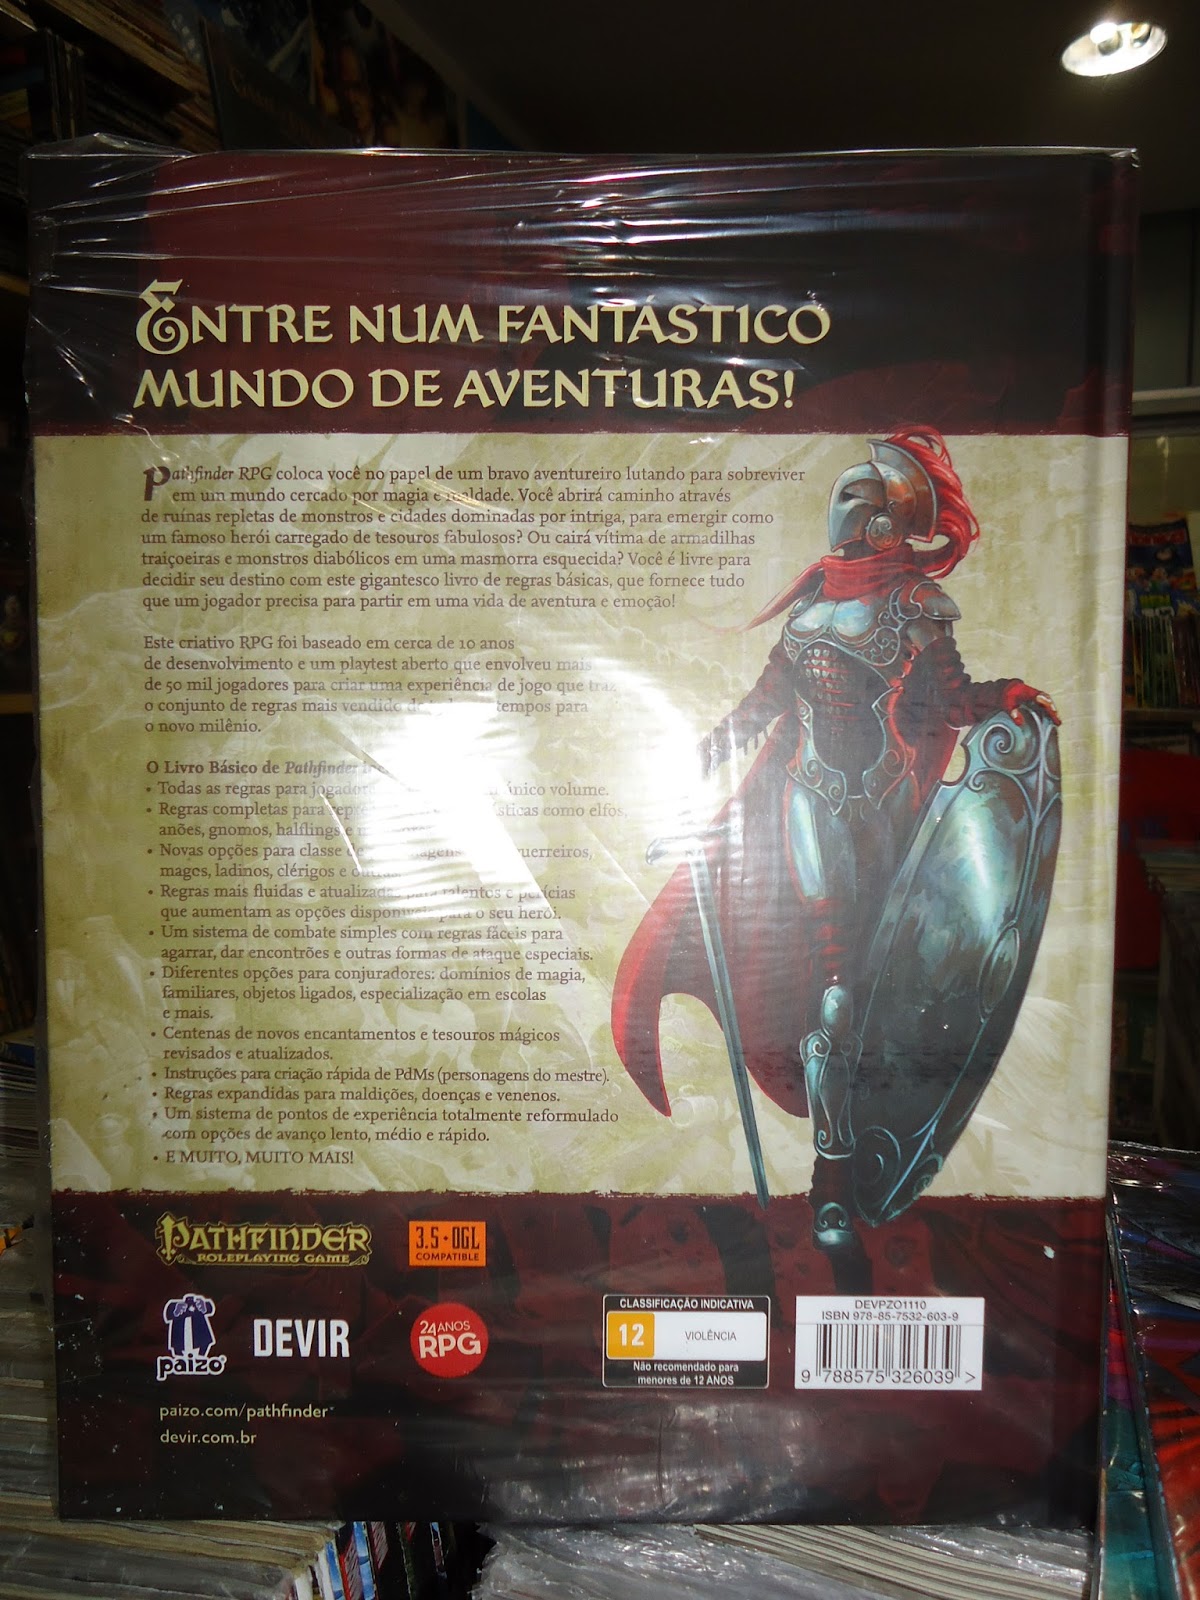 ENTRE NUM FANTÁSTICO
MUNDO DE AVENTURAS!
Pathfinder RPG coloca você no papel de um bravo aventureiro lutando para sobreviver
em um mundo cercado por magia e maldade. Você abrirá caminho através
de ruínas repletas de monstros e cidades dominadas por intriga, para emergir como
um famoso herói carregado de tesouros fabulosos? Ou cairá vítima de armadilhas
traiçoeiras e monstros diabólicos em uma masmorra esquecida? Você é livre para
decidir seu destino com este gigantesco livro de regras básicas, que fornece tudo
que um jogador precisa para partir em uma vida de aventura e emoção!
Este criativo RPG foi baseado em cerca de 10 anos
de desenvolvimento e um playtest aberto que envolveu mais
de 50 mil jogadores para criar uma experiência de jogo que traz
o conjunto de regras mais vendido de tempos para
o novo milênio.
O Livro Básico de Pathfinder
• Todas as regras para único volume.
• Regras completas para como elfos,
anões, gnomos, halflings e
• Novas opções para classe de guerreiros,
magos, ladinos, clérigos e
• Regras mais fluidas e atualizadas para talentos e perícias
que aumentam as opções disponíveis para o seu herói.
• Um sistema de combate simples com regras fáceis para
agarrar, dar encontrões e outras formas de ataque especiais.
• Diferentes opções para conjuradores: domínios de magia,
familiares, objetos ligados, especialização em escolas
e mais.
• Centenas de novos encantamentos e tesouros mágicos
revisados e atualizados.
• Instruções para criação rápida de PdMs (personagens do mestre).
• Regras expandidas para maldições, doenças e venenos.
• Um sistema de pontos de experiência totalmente reformulado
com opções de avanço lento, médio e rápido.
• E MUITO, MUITO MAIS!
PATHFINDER
ROLEPLAYING GAME
3.5 • OGL
COMPATIBLE
paizo
DEVIR
24 ANOS
RPG
CLASSIFICAÇÃO INDICATIVA
12 VIOLÊNCIA
Não recomendado para
menores de 12 ANOS
DEVPZO1110
ISBN 978-85-7532-603-9
9 788575 326039 >
paizo.com/pathfinder
devir.com.br